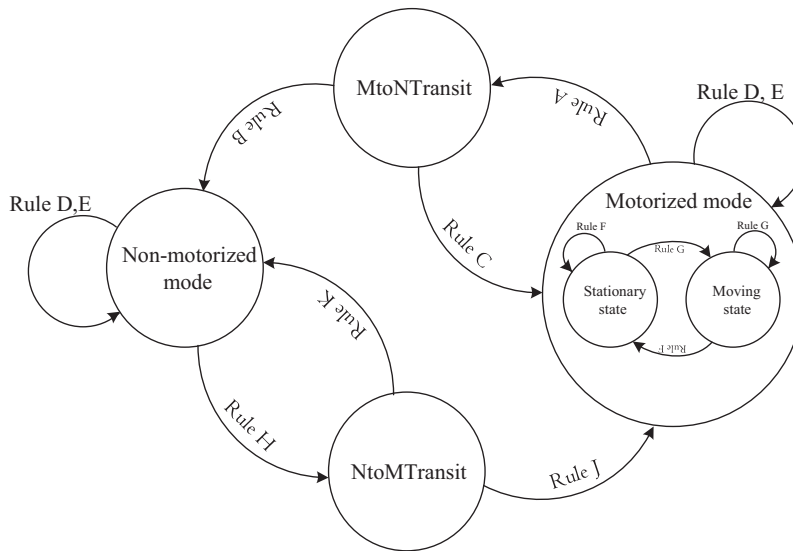 MtoNTransit
Rule A
Rule D, E
Rule B
Motorized mode
Rule D,E
Rule C
Rule F
Rule G
Rule G
Non-motorized
mode
Stationary
state
Moving
state
Rule K
Rule F
Rule H
NtoMTransit
Rule J